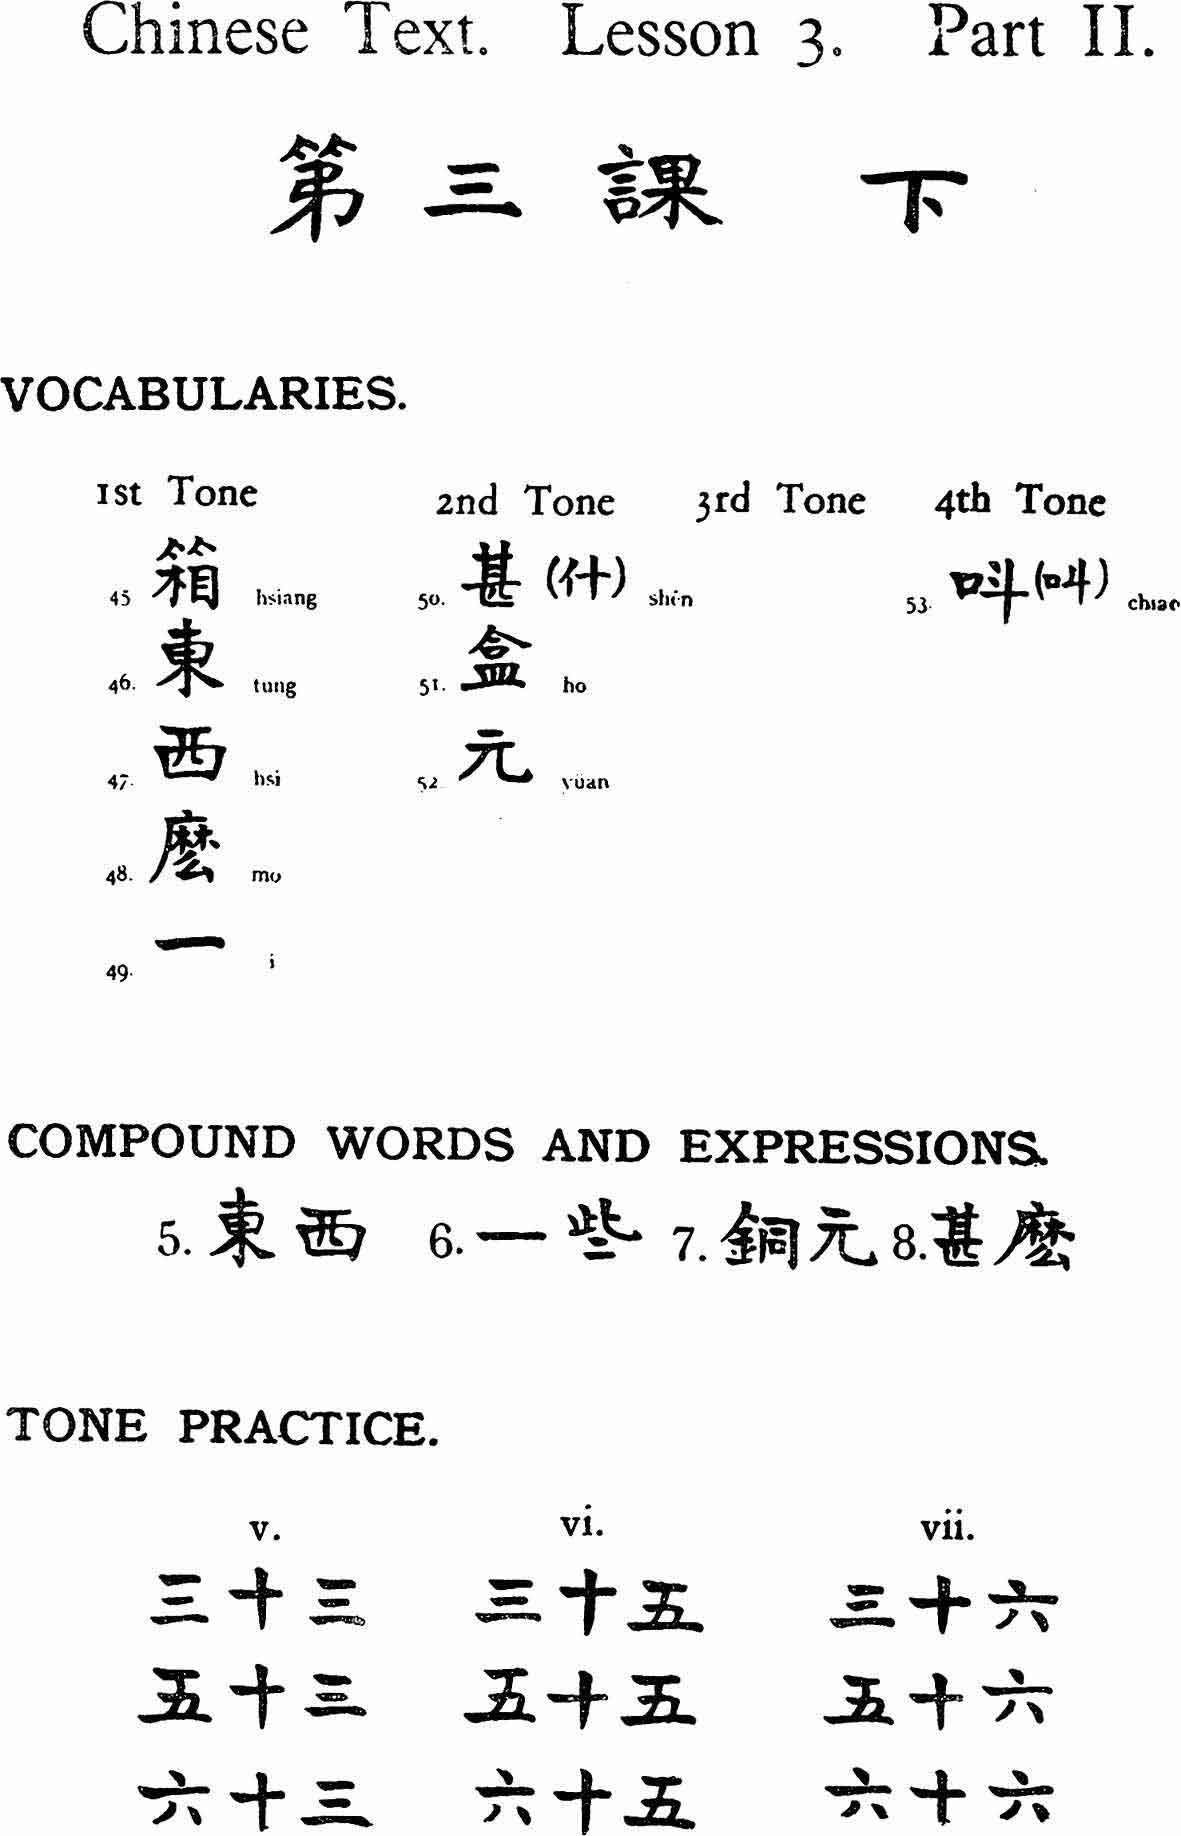 Chinese Text. Lesson 3. Part II.
第三課 下
VOCABULARIES.
1st Tone 2nd Tone 3rd Tone 4th Tone
45 箱 hsiang 50. 甚(什) shên 53. 呌(叫) chiao
46. 東 tung 51. 盒 ho
47. 西 hsi 52 元 yüan
48. 麽 mo
49. 一 i
COMPOUND WORDS AND EXPRESSIONS.
5. 東西 6. 一些 7. 銅元 8. 甚麽
TONE PRACTICE.
v. vi. vii.
三十三 三十五 三十六
五十三 五十五 五十六
六十三 六十五 六十六